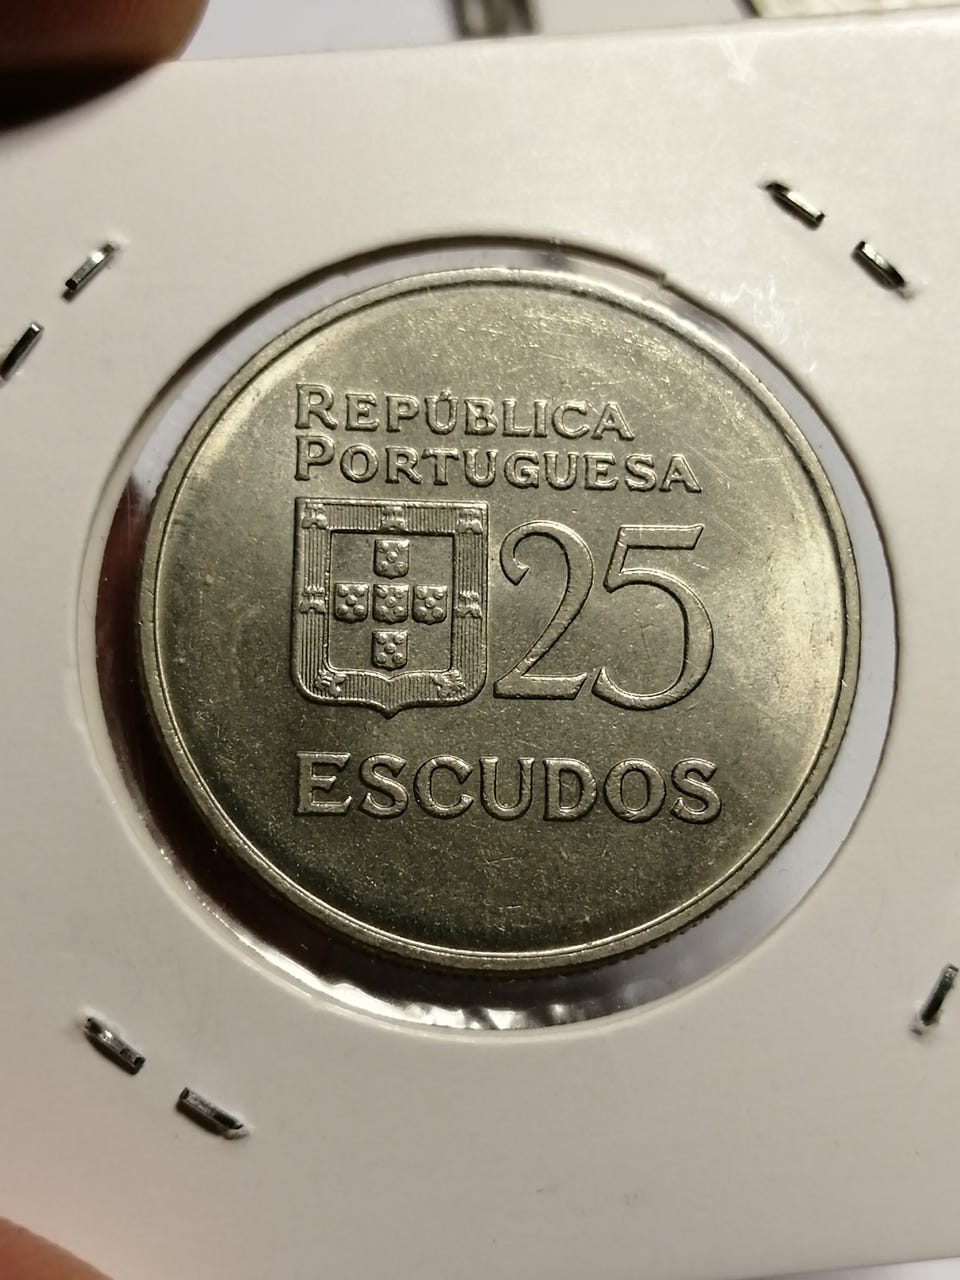 REPÚBLICA
PORTUGUESA
25
ESCUDOS